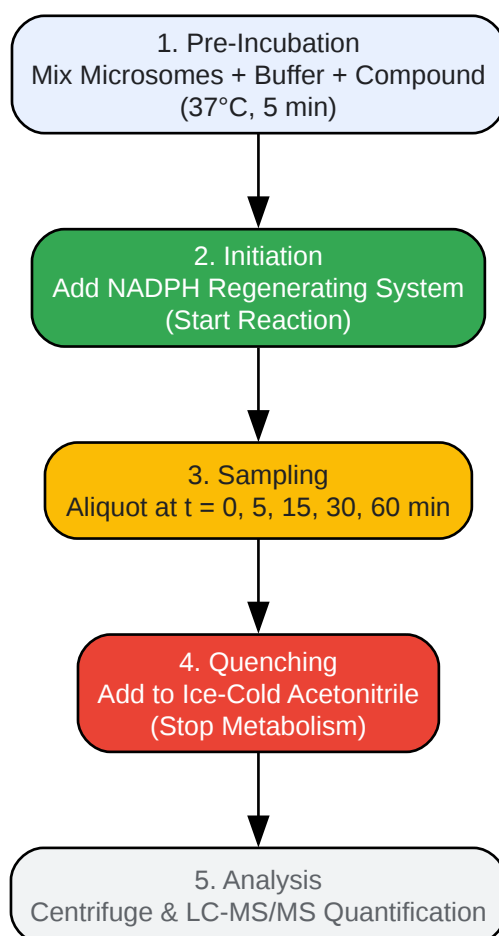 1. Pre-Incubation
Mix Microsomes + Buffer + Compound
(37°C, 5 min)
2. Initiation
Add NADPH Regenerating System
(Start Reaction)
3. Sampling
Aliquot at t = 0, 5, 15, 30, 60 min
4. Quenching
Add to Ice-Cold Acetonitrile
(Stop Metabolism)
5. Analysis
Centrifuge & LC-MS/MS Quantification